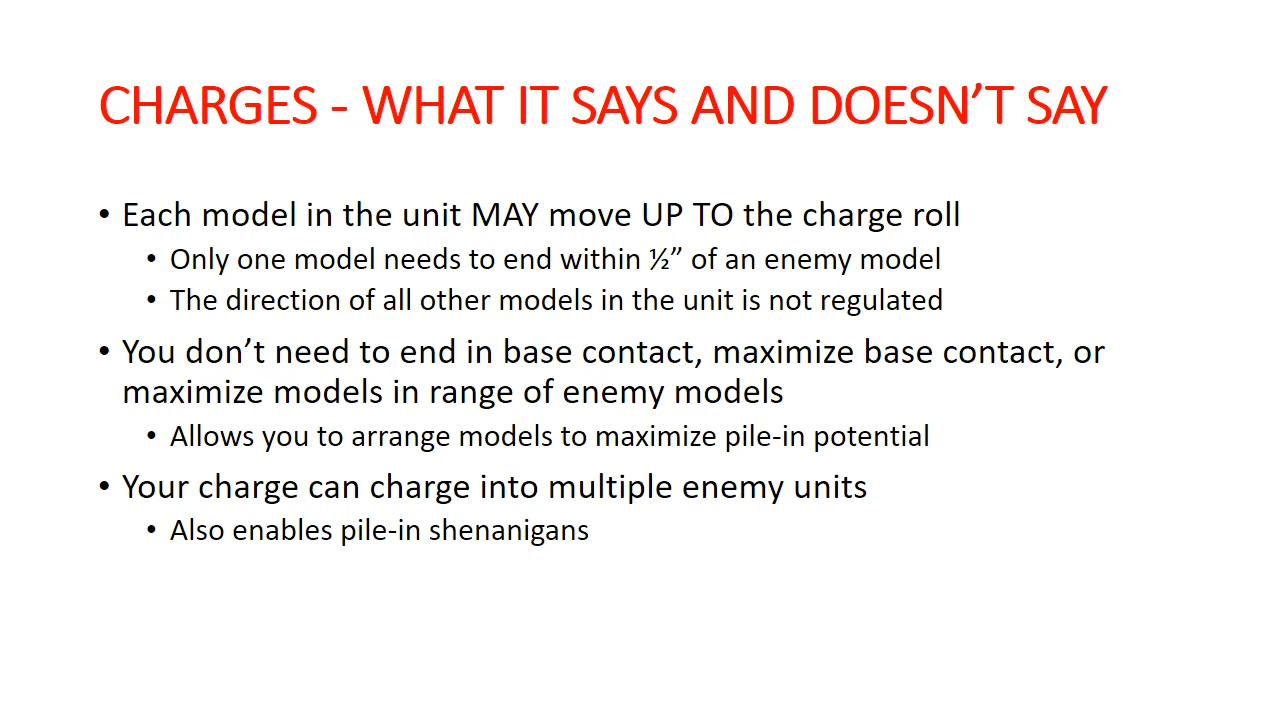 CHARGES - WHAT IT SAYS AND DOESN’T SAY
• Each model in the unit MAY move UP TO the charge roll
• Only one model needs to end within ½” of an enemy model
• The direction of all other models in the unit is not regulated
• You don’t need to end in base contact, maximize base contact, or
maximize models in range of enemy models
• Allows you to arrange models to maximize pile-in potential
• Your charge can charge into multiple enemy units
• Also enables pile-in shenanigans